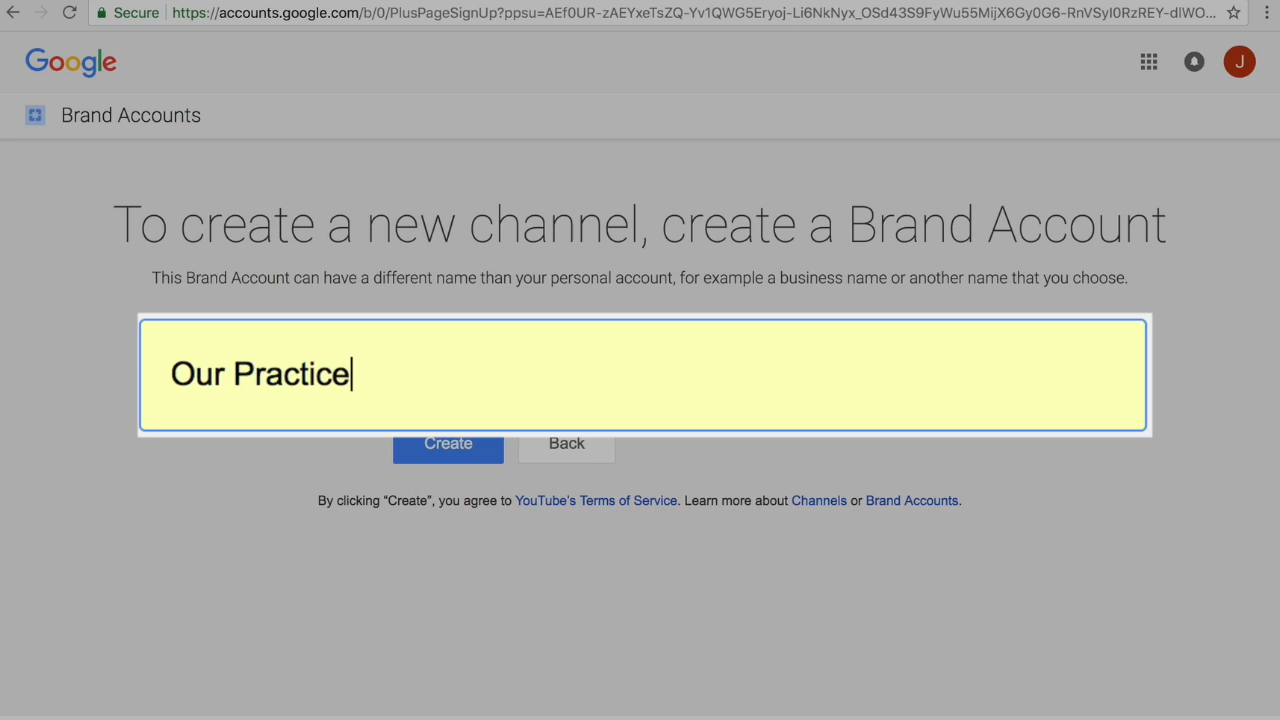 Secure https://accounts.google.com/b/0/PlusPageSignUp?ppsu=AEf0UR-zAEYxeTsZQ-Yv1QWG5Eryoj-Li6NkNyx_OSd43S9FyWu55MijX6Gy0G6-RnVSyI0RzREY-dIWO...
Google
J
Brand Accounts
To create a new channel, create a Brand Account
This Brand Account can have a different name than your personal account, for example a business name or another name that you choose.
Our Practice
Create Back
By clicking "Create", you agree to YouTube's Terms of Service. Learn more about Channels or Brand Accounts.